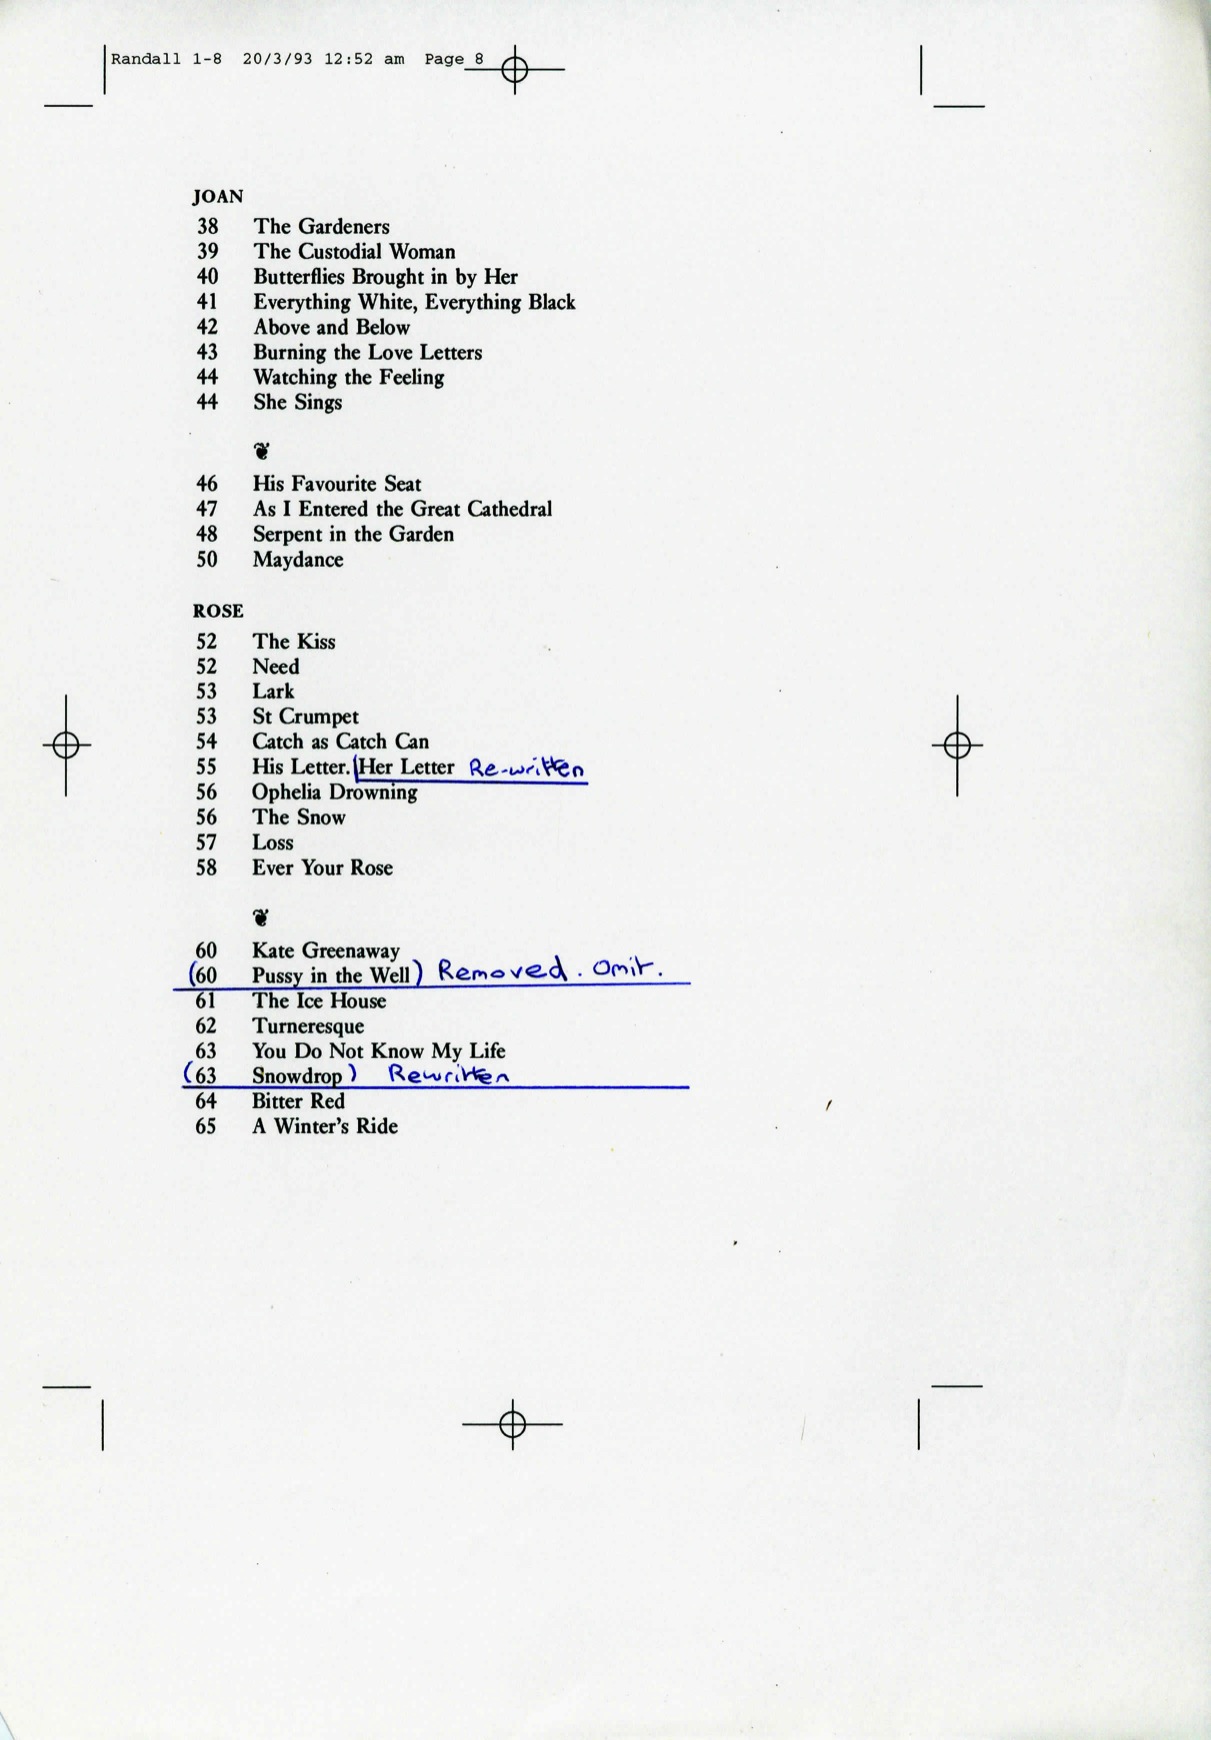 Randall 1-8 20/3/93 12:52 am Page 8
JOAN
38 The Gardeners
39 The Custodial Woman
40 Butterflies Brought in by Her
41 Everything White, Everything Black
42 Above and Below
43 Burning the Love Letters
44 Watching the Feeling
44 She Sings
❦
46 His Favourite Seat
47 As I Entered the Great Cathedral
48 Serpent in the Garden
50 Maydance
ROSE
52 The Kiss
52 Need
53 Lark
53 St Crumpet
54 Catch as Catch Can
55 His Letter. (Her Letter Re-written
56 Ophelia Drowning
56 The Snow
57 Loss
58 Ever Your Rose
❦
60 Kate Greenaway
(60 Pussy in the Well) Removed. Omit.
61 The Ice House
62 Turneresque
63 You Do Not Know My Life
(63 Snowdrop) Rewritten
64 Bitter Red
65 A Winter's Ride